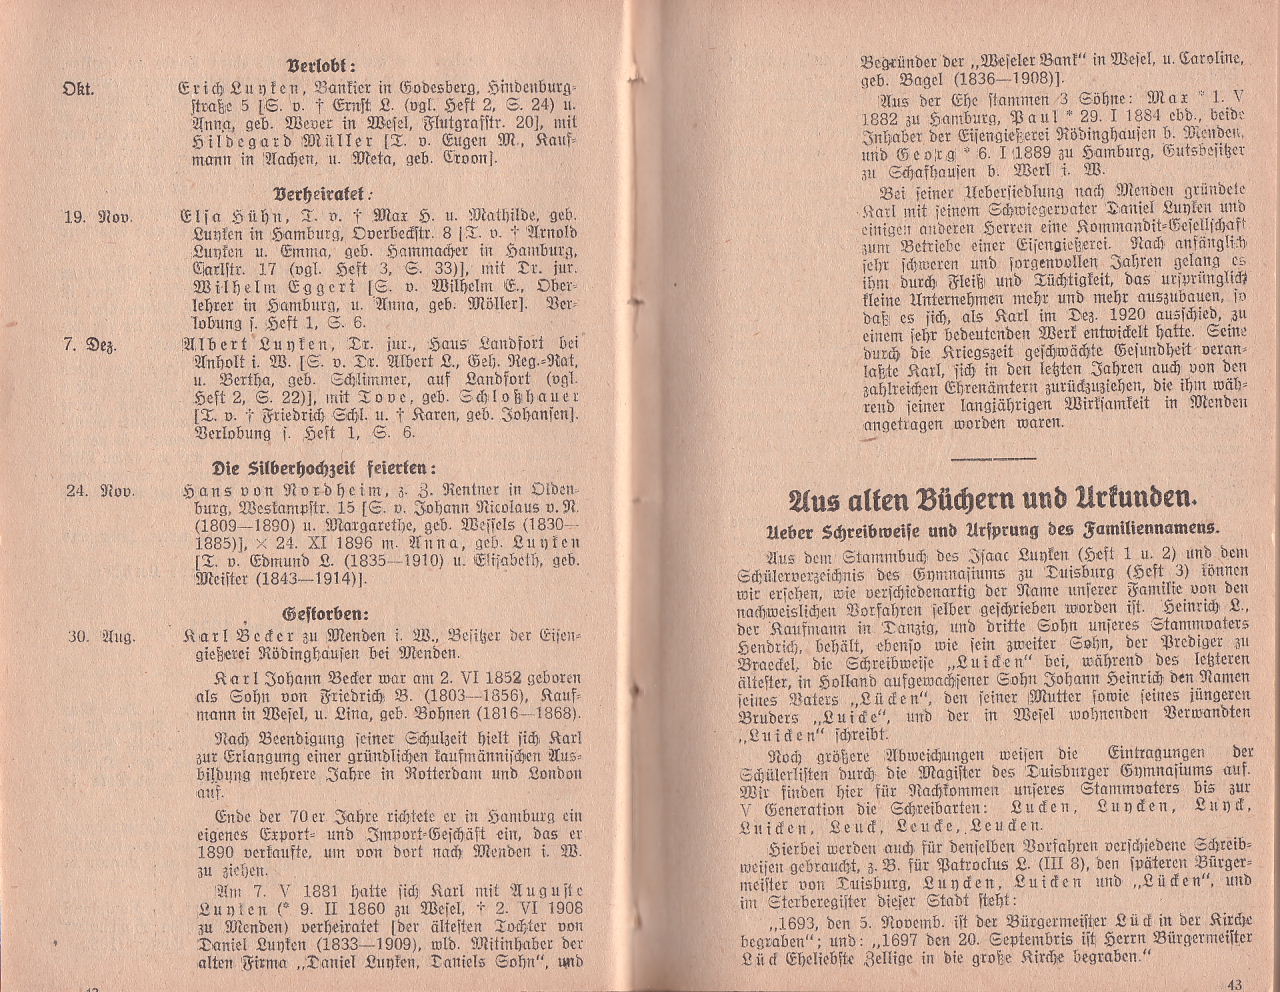 Verlobt:
Okt. Erich Luyken, Bankier in Godesberg, Hindenburg-
straße 5 [S. v. † Ernst L. (vgl. Heft 2, S. 24) u.
Anna, geb. Wever in Wesel, Flutgrafstr. 20], mit
Hildegard Müller [T. v. Eugen M., Kauf-
mann in Aachen, u. Meta, geb. Croon].
Verheiratet:
19. Nov. Elsa Hühn, T. v. † Max H. u. Mathilde, geb.
Luyken in Hamburg, Overbeckstr. 8 [T. v. † Arnold
Luyken u. Emma, geb. Hammacher in Hamburg,
Carlstr. 17 (vgl. Heft 3, S. 33)], mit Dr. jur.
Wilhelm Eggert [S. v. Wilhelm E., Ober-
lehrer in Hamburg, u. Anna, geb. Möller]. Ver-
lobung s. Heft 1, S. 6.
7. Dez. Albert Luyken, Dr. jur., Haus Landfort bei
Anholt i. W. [S. v. Dr. Albert L., Geh. Reg.-Rat,
u. Bertha, geb. Schlimmer, auf Landfort (vgl.
Heft 2, S. 22)], mit Tove, geb. Schloßhauer
[T. v. † Friedrich Schl. u. † Karen, geb. Johansen].
Verlobung s. Heft 1, S. 6.
Die Silberhochzeit feierten:
24. Nov. Hans von Nordheim, z. Z. Rentner in Olden-
burg, Weskampstr. 15 [S. v. Johann Nicolaus v. N.
(1809—1890) u. Margarethe, geb. Wessels (1830—
1885)], × 24. XI 1896 m. Anna, geb. Luyken
[T. v. Edmund L. (1835—1910) u. Elisabeth, geb.
Meister (1843—1914)].
Gestorben:
30. Aug. Karl Becker zu Menden i. W., Besitzer der Eisen-
gießerei Rödinghausen bei Menden.
Karl Johann Becker war am 2. VI 1852 geboren
als Sohn von Friedrich B. (1803—1856), Kauf-
mann in Wesel, u. Lina, geb. Bohnen (1816—1868).
Nach Beendigung seiner Schulzeit hielt sich Karl
zur Erlangung einer gründlichen kaufmännischen Aus-
bildung mehrere Jahre in Rotterdam und London
auf.
Ende der 70er Jahre richtete er in Hamburg ein
eigenes Export- und Import-Geschäft ein, das er
1890 verkaufte, um von dort nach Menden i. W.
zu ziehen.
Am 7. V 1881 hatte sich Karl mit Auguste
Luyken (* 9. II 1860 zu Wesel, † 2. VI 1908
zu Menden) verheiratet [der ältesten Tochter von
Daniel Luyken (1833—1909), wld. Mitinhaber der
alten Firma „Daniel Luyken, Daniels Sohn“, und
Begründer der „Weseler Bank“ in Wesel, u. Caroline,
geb. Bagel (1836—1908)].
Aus der Ehe stammen 3 Söhne: Max * 1. V
1882 zu Hamburg, Paul * 29. I 1884 ebd., beide
Inhaber der Eisengießerei Rödinghausen b. Menden,
und Georg * 6. I 1889 zu Hamburg, Gutsbesitzer
zu Schafhausen b. Werl i. W.
Bei seiner Uebersiedlung nach Menden gründete
Karl mit seinem Schwiegervater Daniel Luyken und
einigen anderen Herren eine Kommandit-Gesellschaft
zum Betriebe einer Eisengießerei. Nach anfänglich
sehr schweren und sorgenvollen Jahren gelang es
ihm durch Fleiß und Tüchtigkeit, das ursprünglich
kleine Unternehmen mehr und mehr auszubauen, so
daß es sich, als Karl im Dez. 1920 ausschied, zu
einem sehr bedeutenden Werk entwickelt hatte. Seine
durch die Kriegszeit geschwächte Gesundheit veran-
laßte Karl, sich in den letzten Jahren auch von den
zahlreichen Ehrenämtern zurückzuziehen, die ihm wäh-
rend seiner langjährigen Wirksamkeit in Menden
angetragen worden waren.
Aus alten Büchern und Urkunden.
Ueber Schreibweise und Ursprung des Familiennamens.
Aus dem Stammbuch des Isaac Luyken (Heft 1 u. 2) und dem
Schülerverzeichnis des Gymnasiums zu Duisburg (Heft 3) können
wir ersehen, wie verschiedenartig der Name unserer Familie von den
nachweislichen Vorfahren selber geschrieben worden ist. Heinrich L.,
der Kaufmann in Danzig, und dritte Sohn unseres Stammvaters
Hendrich, behält, ebenso wie sein zweiter Sohn, der Prediger zu
Braeckel, die Schreibweise „Luicken“ bei, während des letzteren
ältester, in Holland aufgewachsener Sohn Johann Heinrich den Namen
seines Vaters „Lücken“, den seiner Mutter sowie seines jüngeren
Bruders „Luicke“, und der in Wesel wohnenden Verwandten
„Luicken“ schreibt.
Noch größere Abweichungen weisen die Eintragungen der
Schülerlisten durch die Magister des Duisburger Gymnasiums auf.
Wir finden hier für Nachkommen unseres Stammvaters bis zur
V Generation die Schreibarten: Lucken, Luycken, Luyck,
Luicken, Leuck, Leucke, Leucken.
Hierbei werden auch für denselben Vorfahren verschiedene Schreib-
weisen gebraucht, z. B. für Patroclus L. (III 8), den späteren Bürger-
meister von Duisburg, Luycken, Luicken und „Lücken“, und
im Sterberegister dieser Stadt steht:
„1693, den 5. Novemb. ist der Bürgermeister Lück in der Kirche
begraben“; und: „1697 den 20. Septembris ist Herrn Bürgermeister
Lück Eheliebste Zellige in die große Kirche begraben.“
43